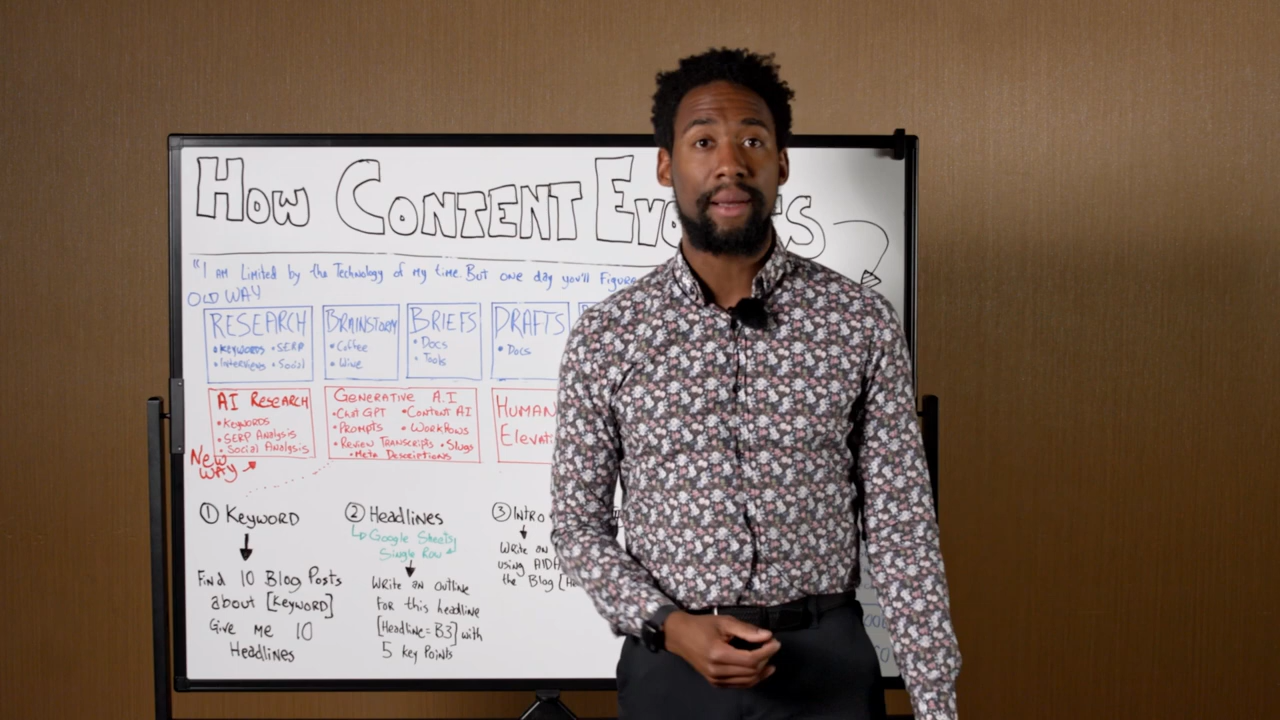 How Content Evo s
"I am limited by the Technology of my time. But one day you'll Figure
OLD WAY
RESEARCH
• Keywords • SERP
• Interviews • Social
BRAINSTORM
• Coffee
• Wine
BRIEFS
• Docs
• Tools
DRAFTS
• Docs
AI RESEARCH
• Keywords
• SERP Analysis
• Social Analysis
GENERATIVE A.I
• Chat GPT • Content AI
• Prompts • Workflows
• Review Transcripts • Slugs
• Meta Descriptions
HUMAN
New Way
① Keyword
Find 10 Blog Posts
about [Keyword]
Give me 10
Headlines
② Headlines
Google Sheets
Single Row
Write an outline
For this headline
[Headline = B3] with
5 key Points
③ Intro
Write an
using AIDA
the Blog